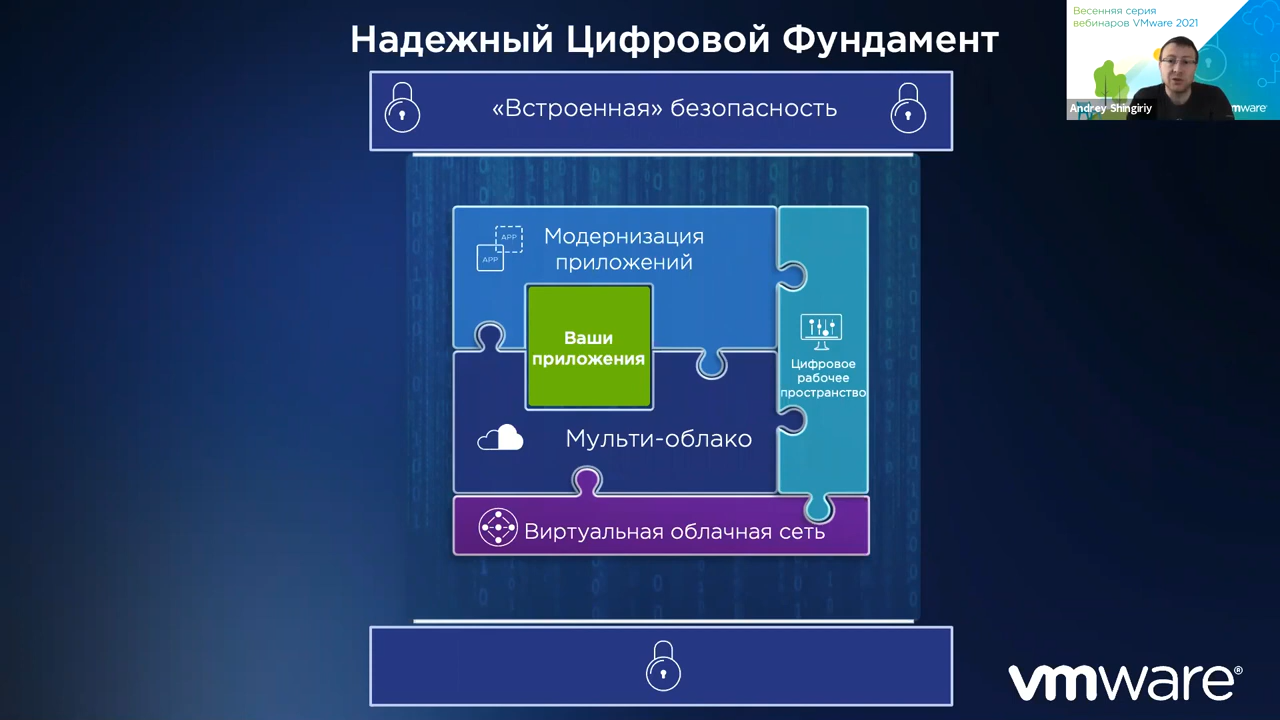 Надежный Цифровой Фундамент
Весенняя серия
вебинаров VMware 2021
Andrey Shingiriy
mware
«Встроенная» безопасность
APP
APP
Модернизация
приложений
Ваши
приложения
Цифровое
рабочее
пространство
Мульти-облако
Виртуальная облачная сеть
vmware®